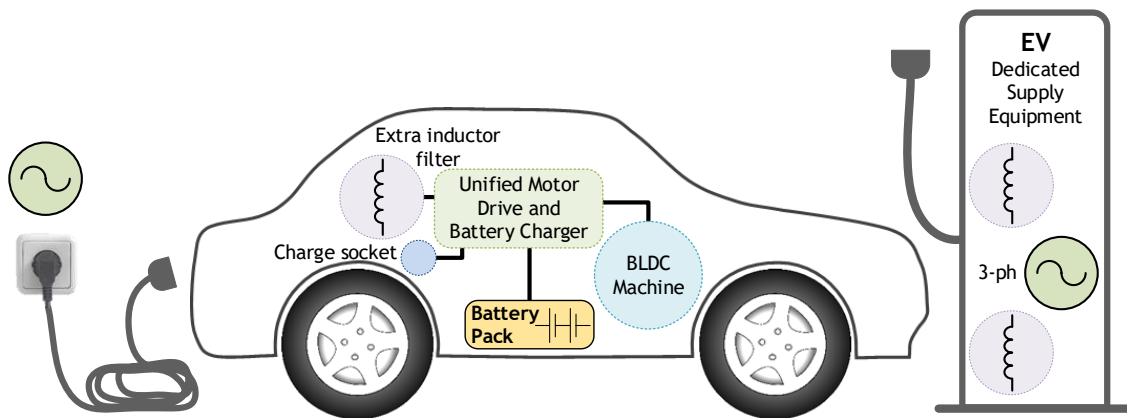 Extra inductor
filter
Unified Motor
Drive and
Battery Charger
Charge socket
BLDC
Machine
Battery
Pack
EV
Dedicated
Supply
Equipment
3-ph